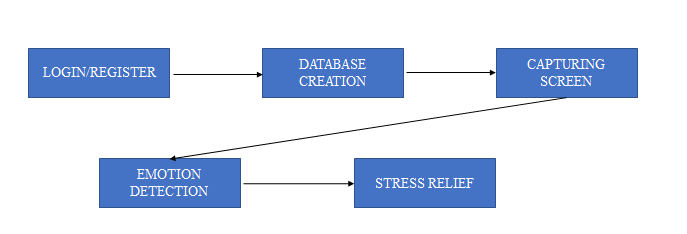 LOGIN/REGISTER
DATABASE
CREATION
CAPTURING
SCREEN
EMOTION
DETECTION
STRESS RELIEF